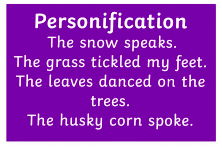 Personification
The snow speaks.
The grass tickled my feet.
The leaves danced on the
trees.
The husky corn spoke.